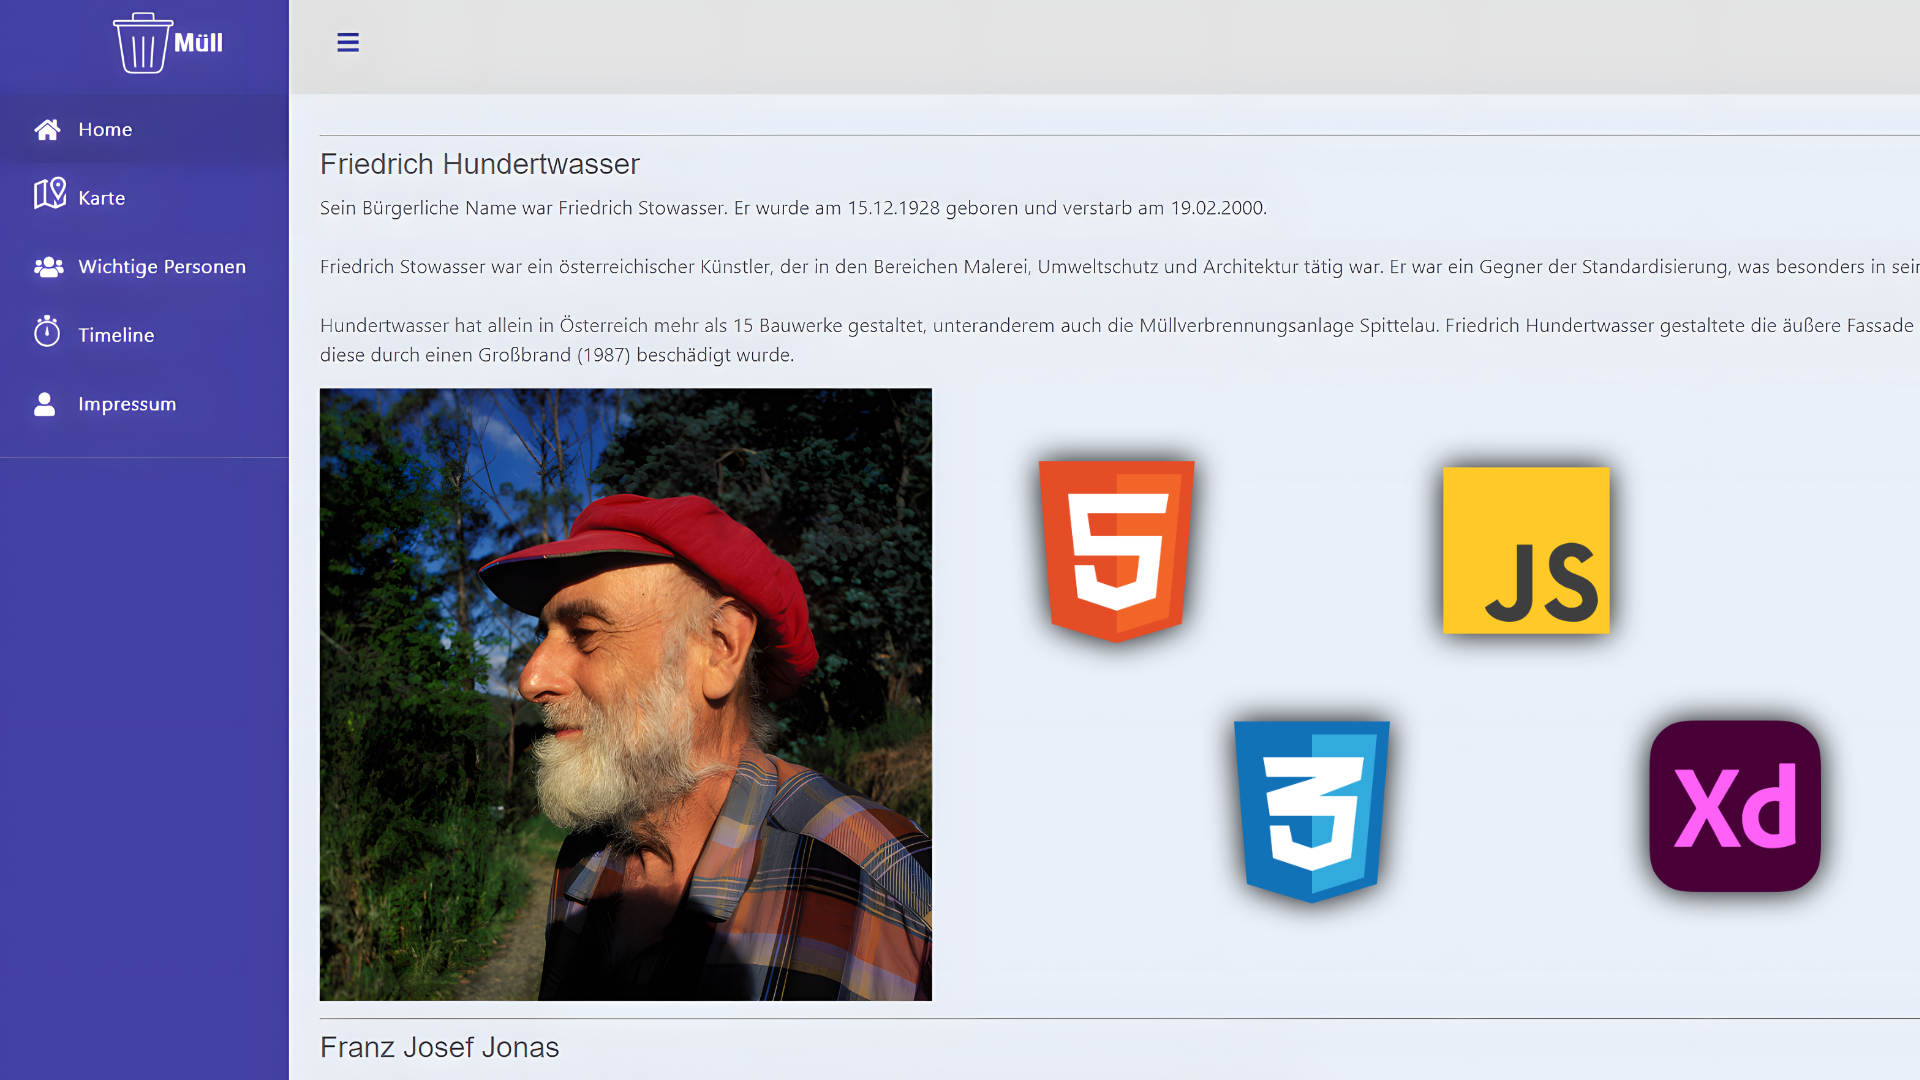 Müll
Home
Karte
Wichtige Personen
Timeline
Impressum
Friedrich Hundertwasser
Sein Bürgerliche Name war Friedrich Stowasser. Er wurde am 15.12.1928 geboren und verstarb am 19.02.2000.
Friedrich Stowasser war ein österreichischer Künstler, der in den Bereichen Malerei, Umweltschutz und Architektur tätig war. Er war ein Gegner der Standardisierung, was besonders in
Hundertwasser hat allein in Österreich mehr als 15 Bauwerke gestaltet, unteranderem auch die Müllverbrennungsanlage Spittelau. Friedrich Hundertwasser gestaltete die äußere Fassade
diese durch einen Großbrand (1987) beschädigt wurde.
5
JS
3
Xd
Franz Josef Jonas